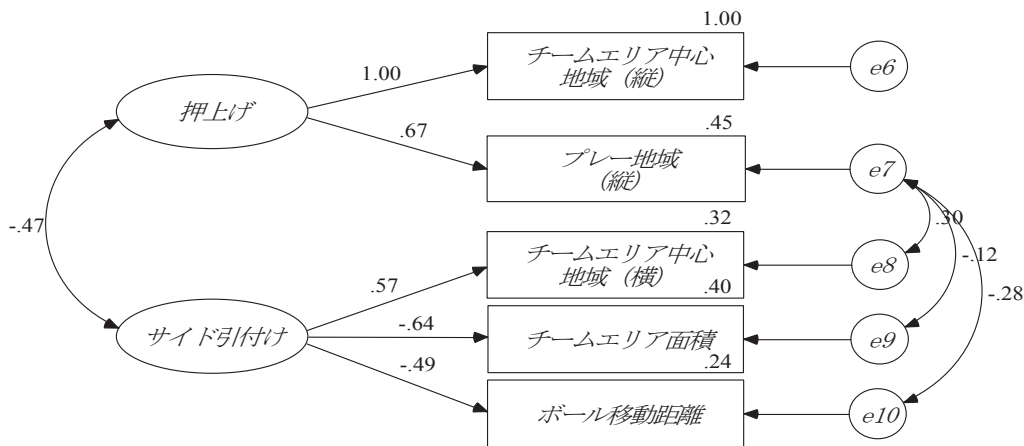 1.00
チームエリア中心
地域（縦）
e6
1.00
押上げ
.67
.45
プレー地域
（縦）
e7
-.47
.32
チームエリア中心
地域（横）
e8
.30
-.12
-.28
.57
.40
サイド引付け
-.64
チームエリア面積
e9
.24
-.49
ボール移動距離
e10